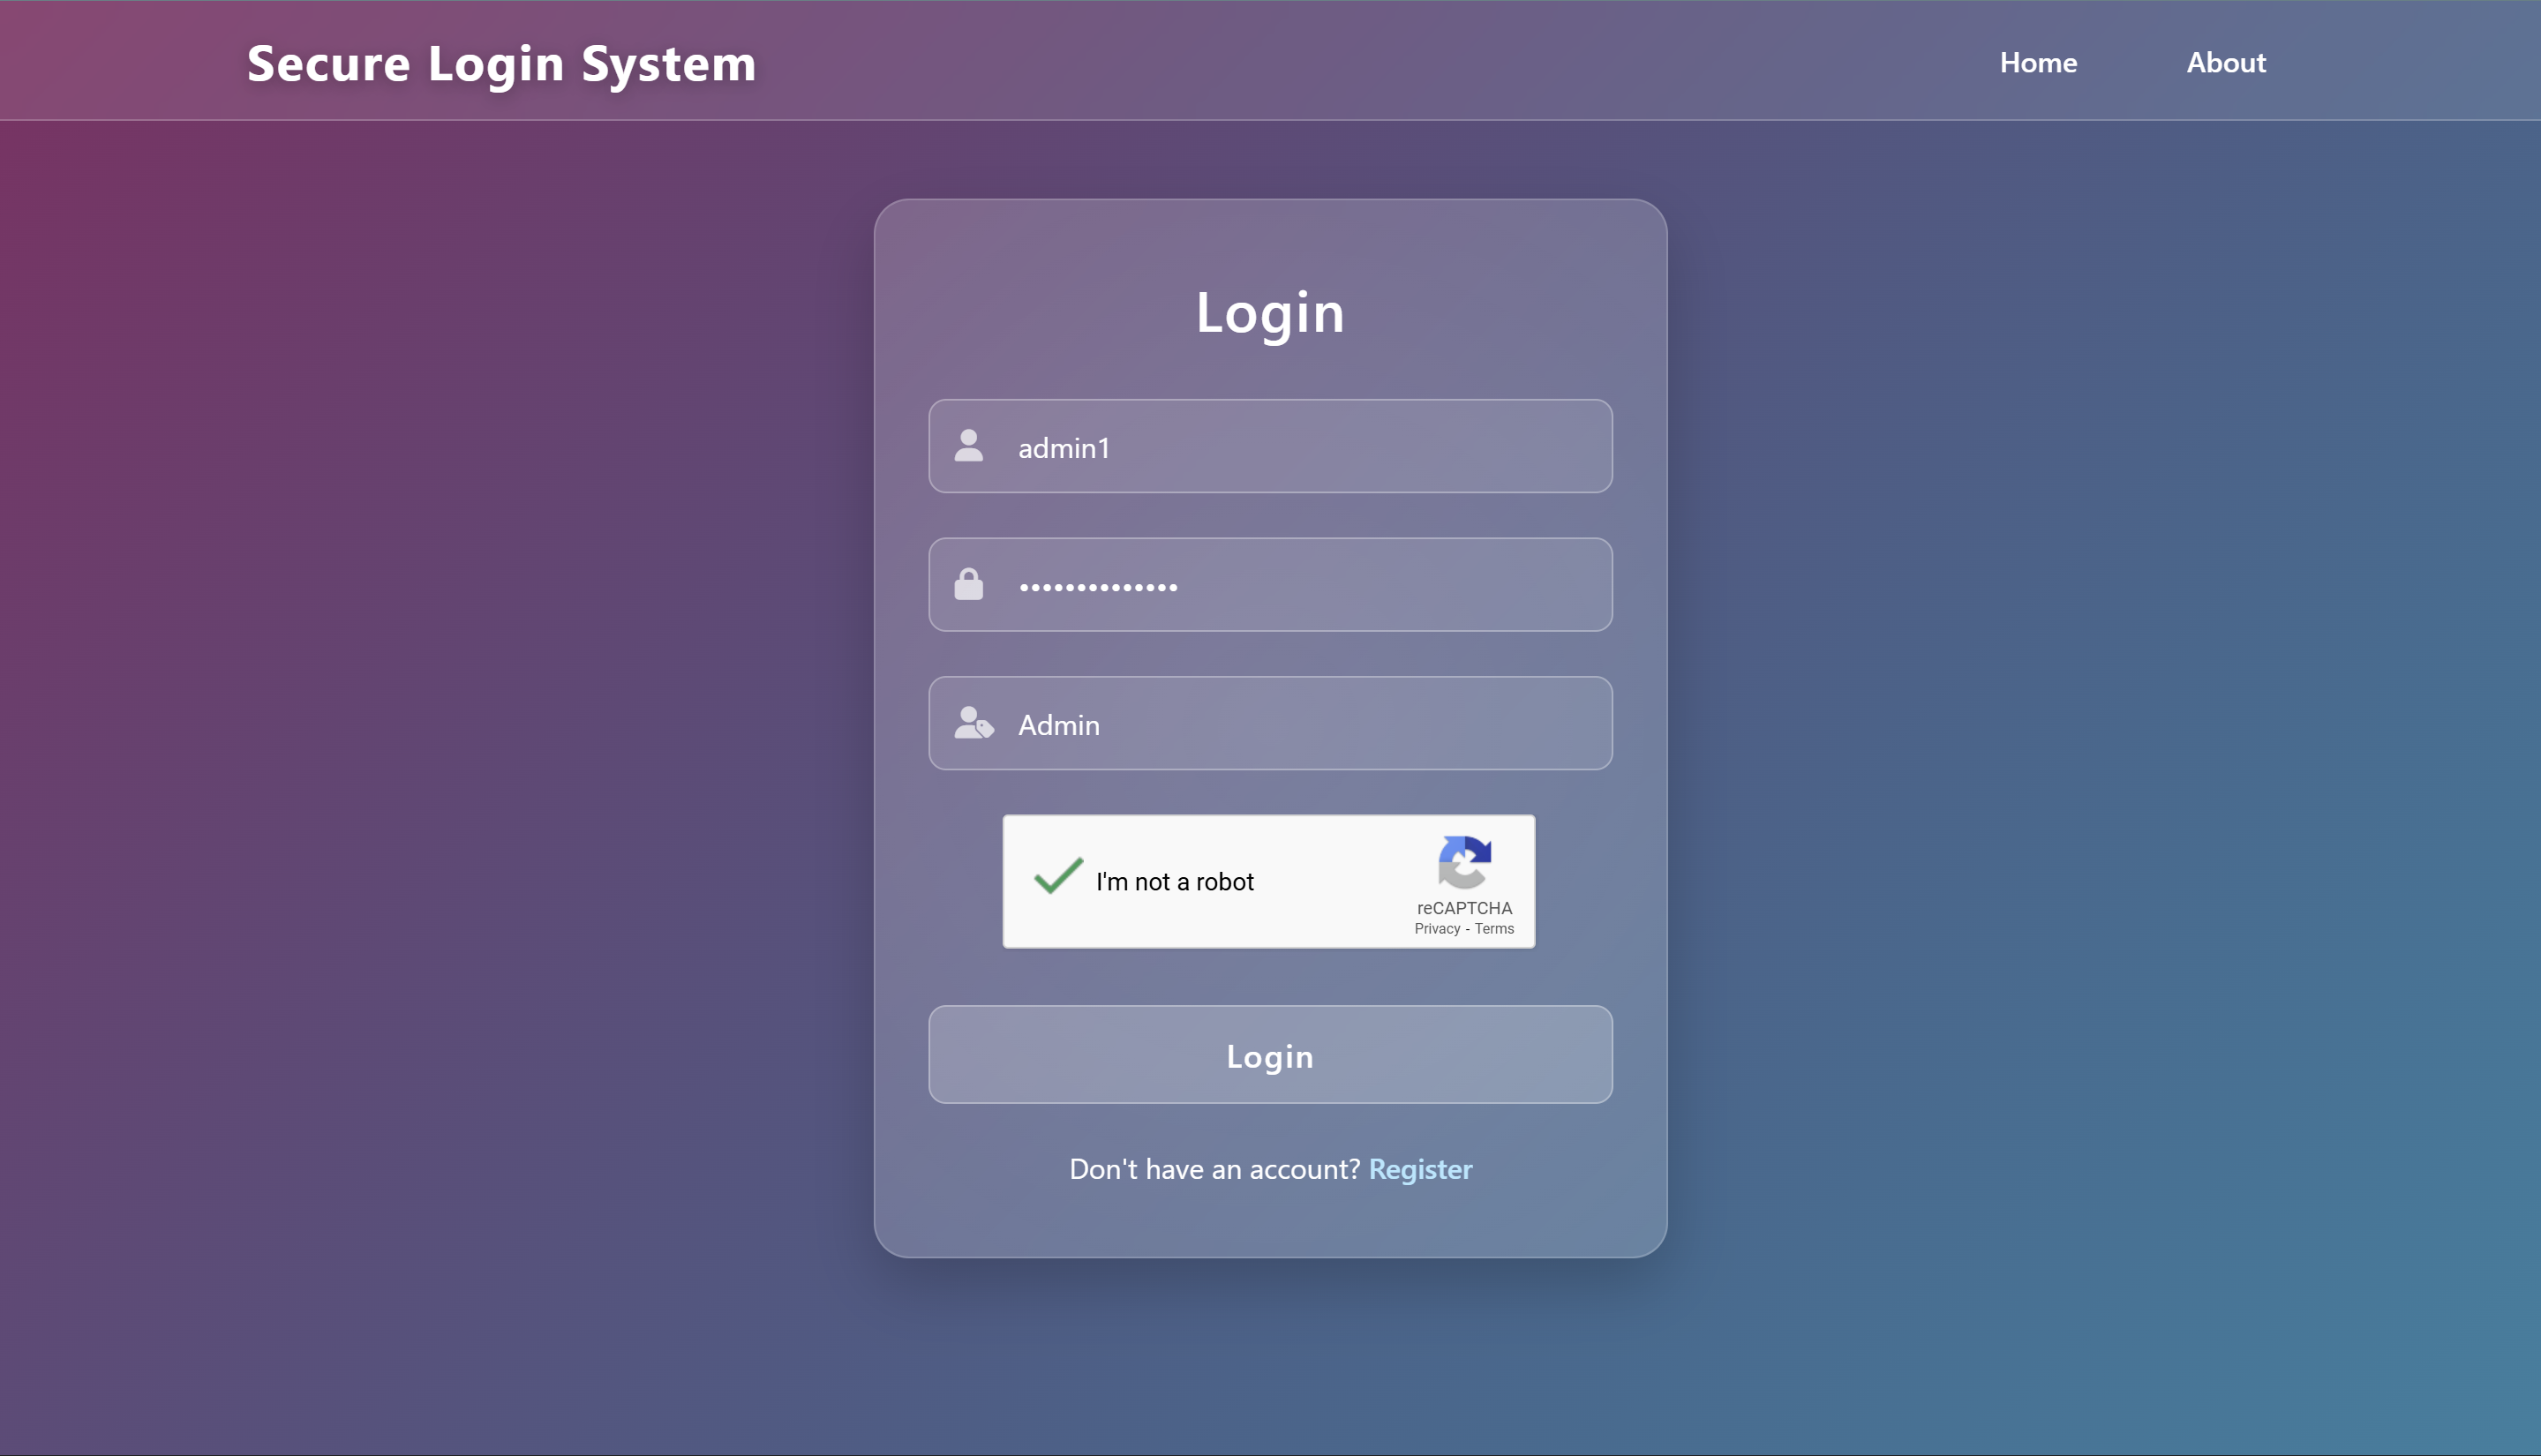 Secure Login System
Home
About
Login
admin1
••••••••••••••
Admin
I'm not a robot
reCAPTCHA
Privacy - Terms
Login
Don't have an account? Register